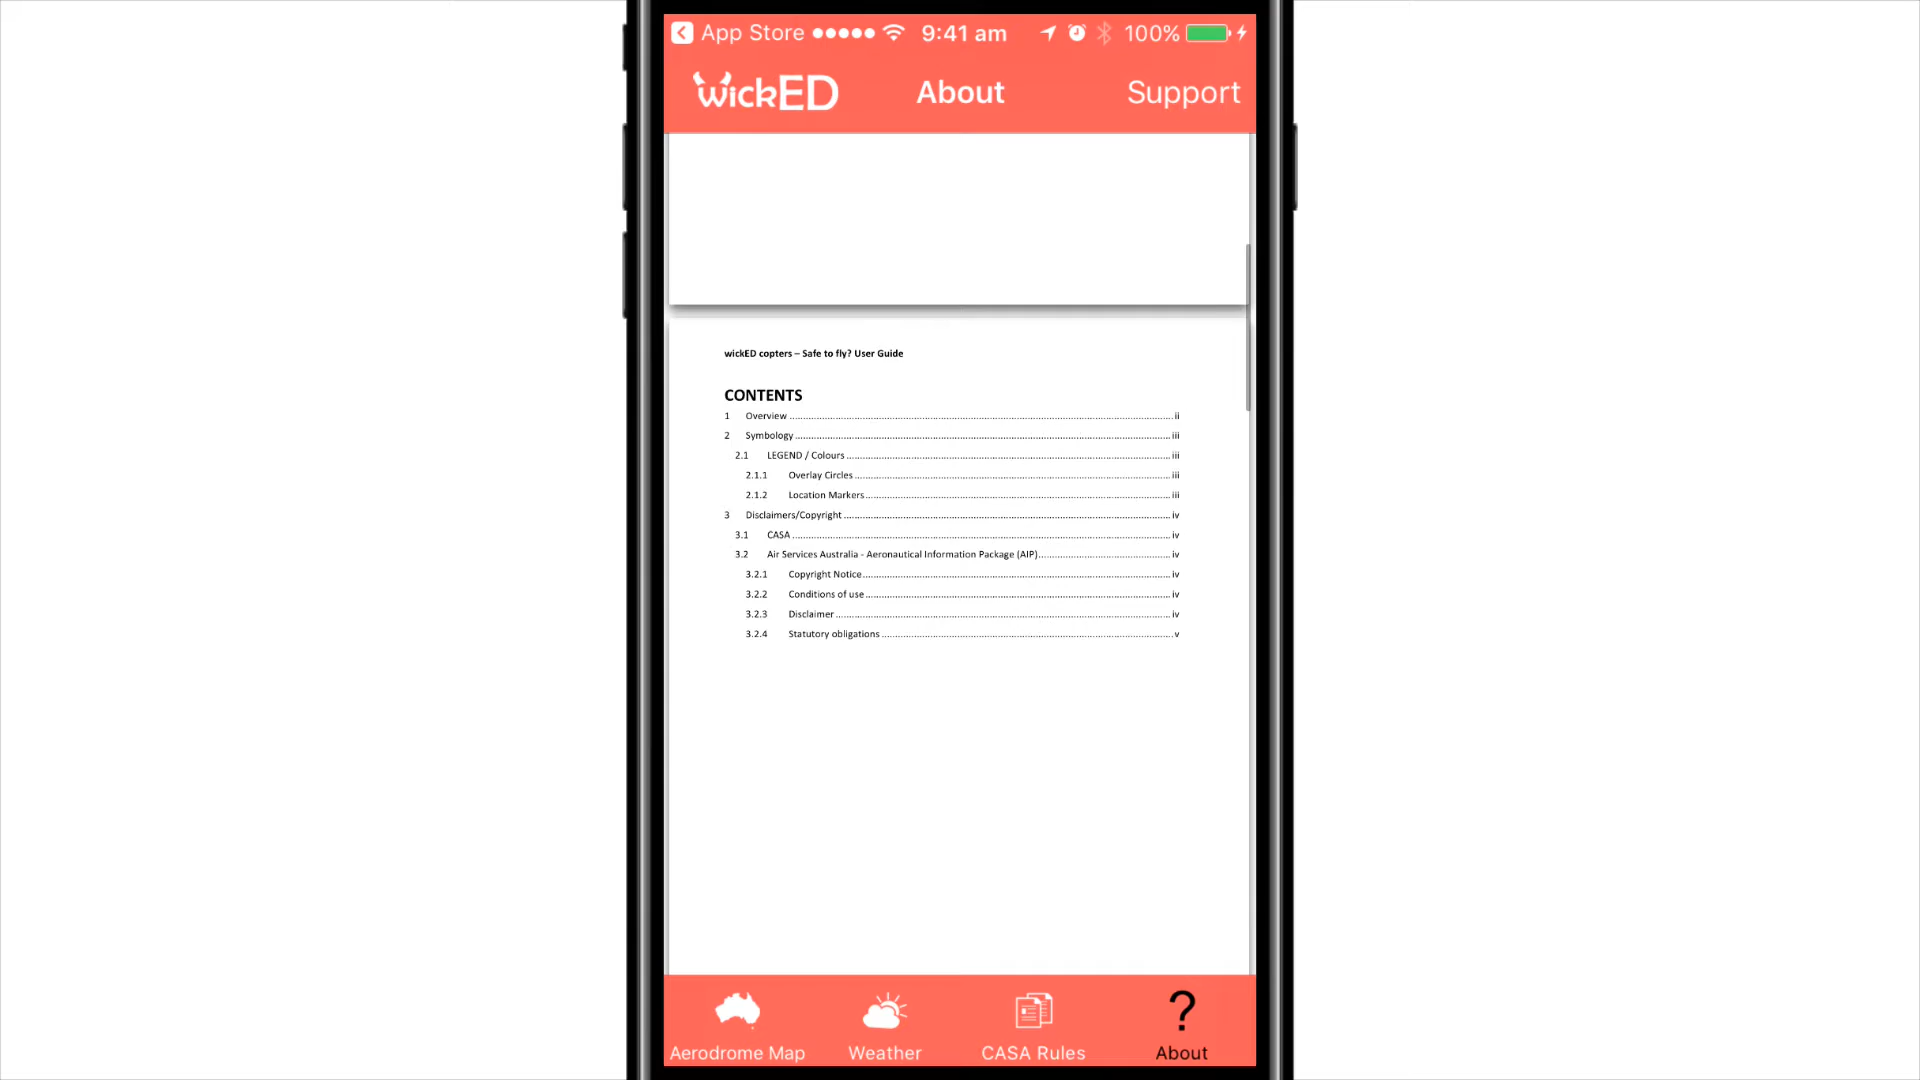 App Store 9:41 am 100%
wickED About Support
wickED copters – Safe to fly? User Guide
CONTENTS
1 Overview ii
2 Symbology iii
2.1 LEGEND / Colours iii
2.1.1 Overlay Circles iii
2.1.2 Location Markers iii
3 Disclaimers/Copyright iv
3.1 CASA iv
3.2 Air Services Australia - Aeronautical Information Package (AIP) iv
3.2.1 Copyright Notice iv
3.2.2 Conditions of use iv
3.2.3 Disclaimer iv
3.2.4 Statutory obligations v
Aerodrome Map Weather CASA Rules About